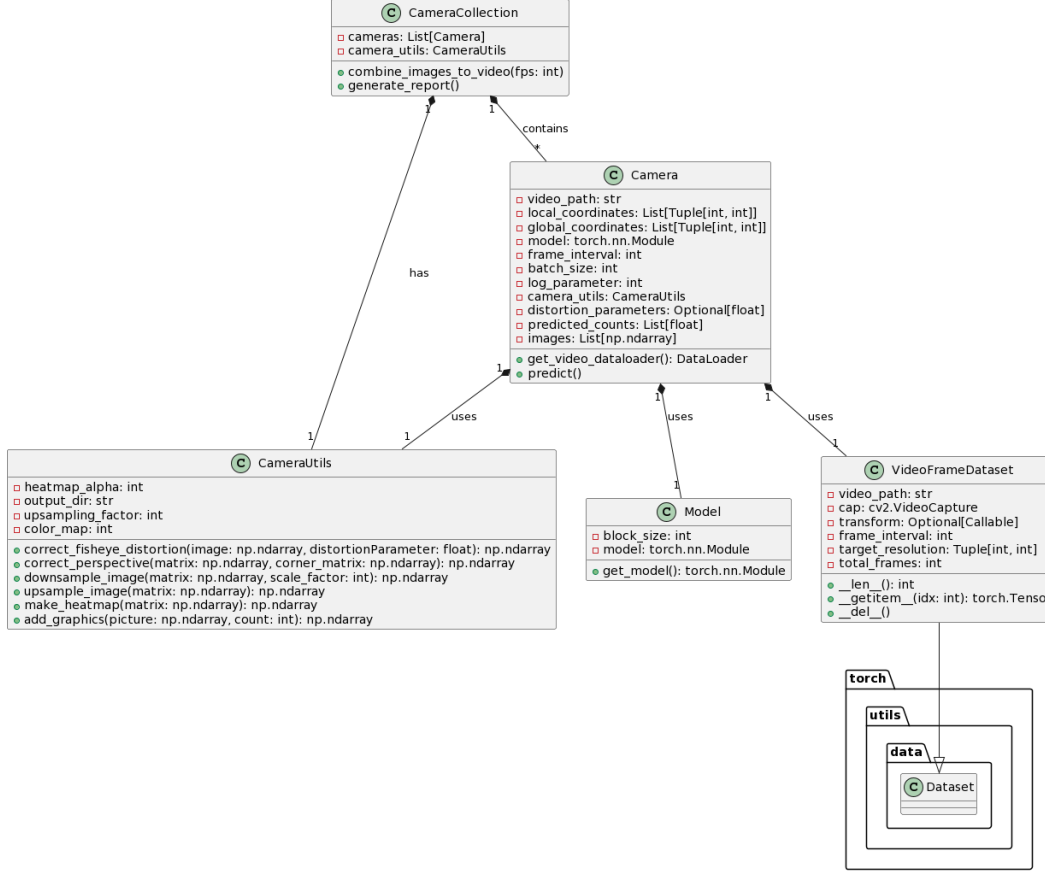 C CameraCollection
cameras: List[Camera]
camera_utils: CameraUtils
combine_images_to_video(fps: int)
generate_report()
1
1
contains
*
C Camera
video_path: str
local_coordinates: List[Tuple[int, int]]
global_coordinates: List[Tuple[int, int]]
model: torch.nn.Module
frame_interval: int
batch_size: int
log_parameter: int
camera_utils: CameraUtils
distortion_parameters: Optional[float]
predicted_counts: List[float]
images: List[np.ndarray]
get_video_dataloader(): DataLoader
predict()
has
1
1
1
uses
uses
uses
1
1
1
1
C CameraUtils
heatmap_alpha: int
output_dir: str
upsampling_factor: int
color_map: int
correct_fisheye_distortion(image: np.ndarray, distortionParameter: float): np.ndarray
correct_perspective(matrix: np.ndarray, corner_matrix: np.ndarray): np.ndarray
downsample_image(matrix: np.ndarray, scale_factor: int): np.ndarray
upsample_image(matrix: np.ndarray): np.ndarray
make_heatmap(matrix: np.ndarray): np.ndarray
add_graphics(picture: np.ndarray, count: int): np.ndarray
C Model
block_size: int
model: torch.nn.Module
get_model(): torch.nn.Module
C VideoFrameDataset
video_path: str
cap: cv2.VideoCapture
transform: Optional[Callable]
frame_interval: int
target_resolution: Tuple[int, int]
total_frames: int
__len__(): int
__getitem__(idx: int): torch.Tenso
__del__()
torch
utils
data
C Dataset